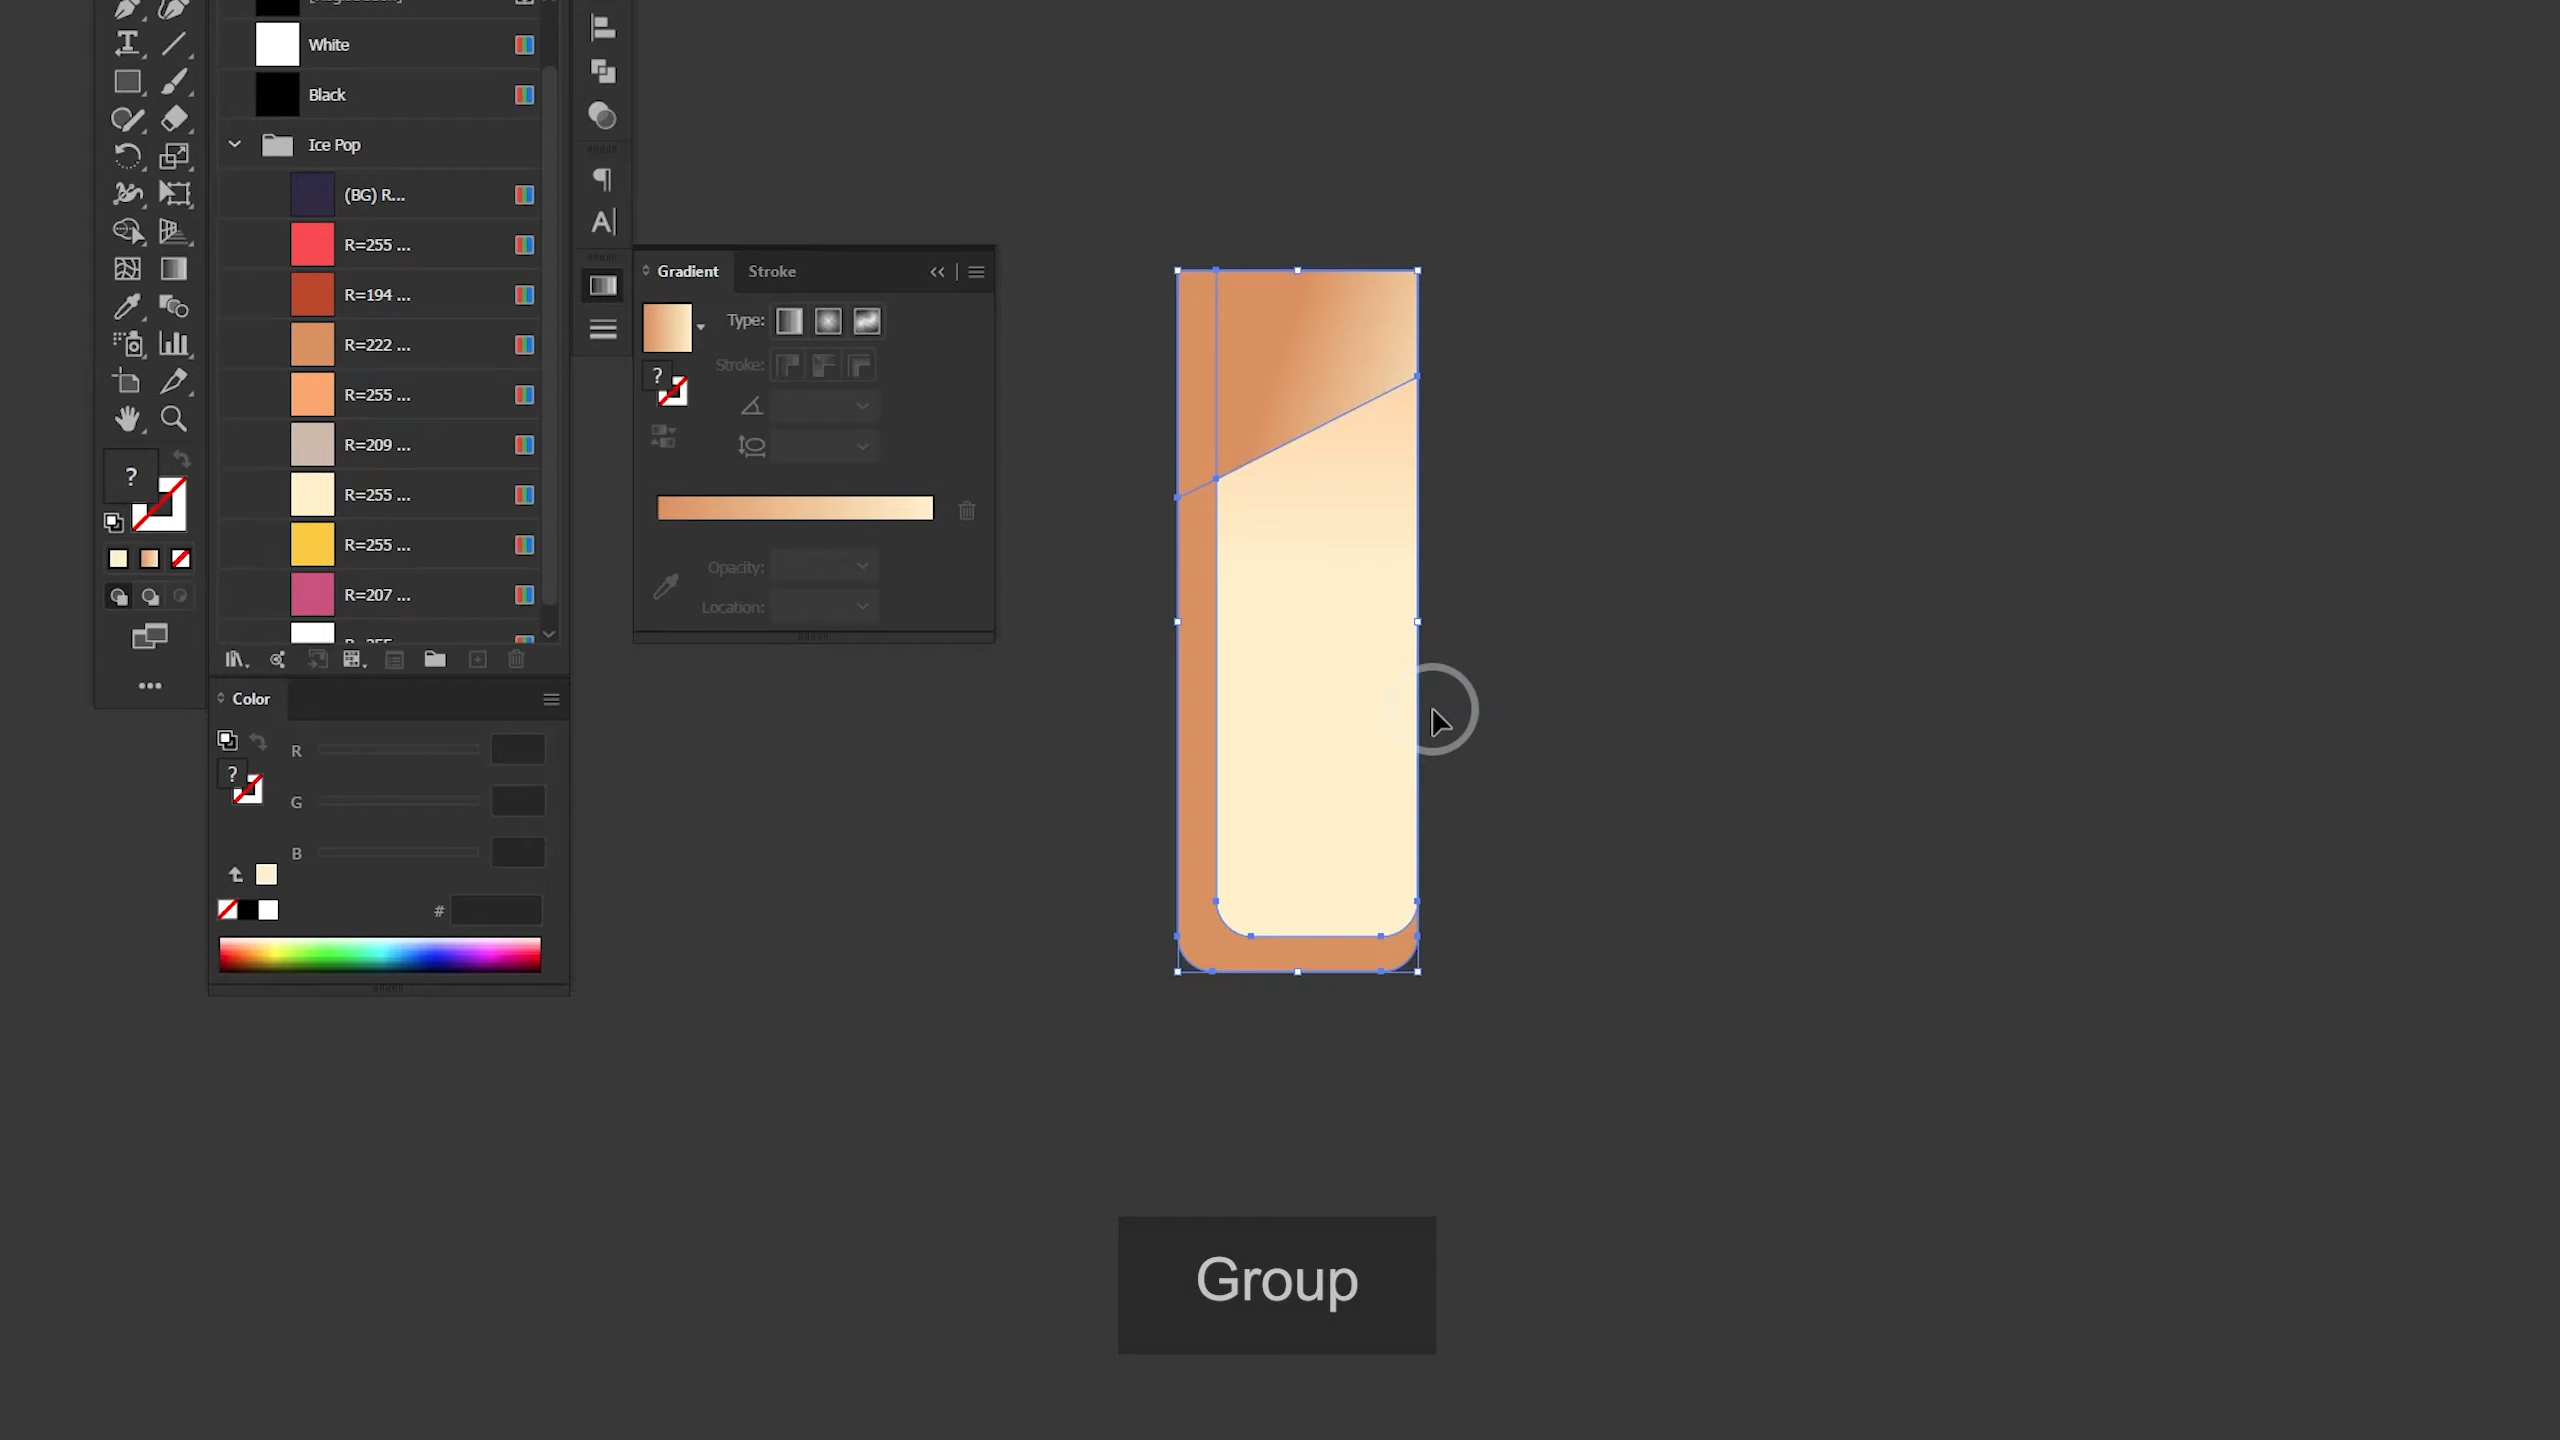 White
Black
Ice Pop
(BG) R...
R=255 ...
R=194 ...
R=222 ...
R=255 ...
R=209 ...
R=255 ...
R=255 ...
R=207 ...
Gradient
Stroke
Type:
Stroke:
Opacity:
Location:
?
?
Color
R
?
G
B
#
Group